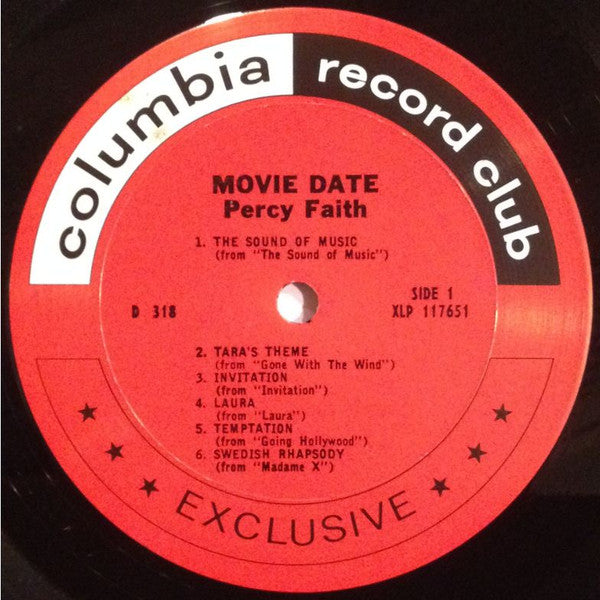 columbia record club
MOVIE DATE
Percy Faith
1. THE SOUND OF MUSIC
(from "The Sound of Music")
D 318
SIDE 1
XLP 117651
2. TARA'S THEME
(from "Gone With The Wind")
3. INVITATION
(from "Invitation")
4. LAURA
(from "Laura")
5. TEMPTATION
(from "Going Hollywood")
6. SWEDISH RHAPSODY
(from "Madame X")
EXCLUSIVE